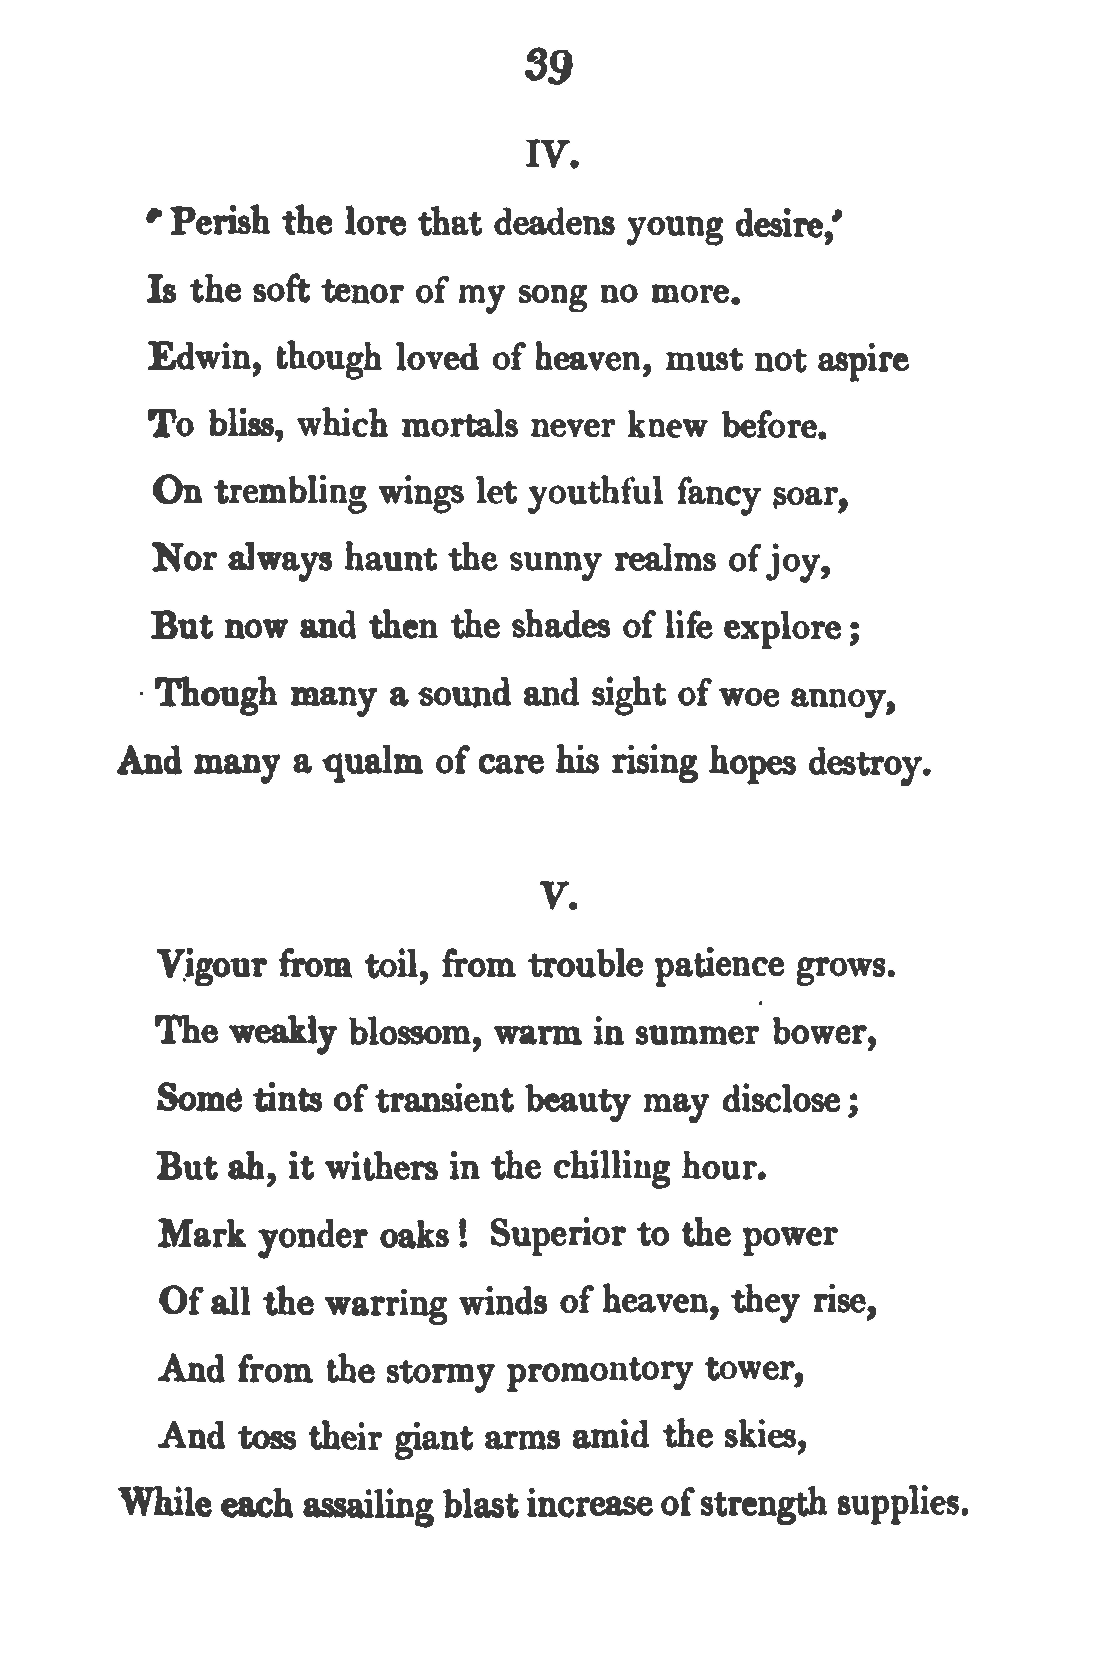 39
IV.
‘ Perish the lore that deadens young desire,’
Is the soft tenor of my song no more.
Edwin, though loved of heaven, must not aspire
To bliss, which mortals never knew before.
On trembling wings let youthful fancy soar,
Nor always haunt the sunny realms of joy,
But now and then the shades of life explore;
Though many a sound and sight of woe annoy,
And many a qualm of care his rising hopes destroy.
V.
Vigour from toil, from trouble patience grows.
The weakly blossom, warm in summer bower,
Some tints of transient beauty may disclose;
But ah, it withers in the chilling hour.
Mark yonder oaks! Superior to the power
Of all the warring winds of heaven, they rise,
And from the stormy promontory tower,
And toss their giant arms amid the skies,
While each assailing blast increase of strength supplies.